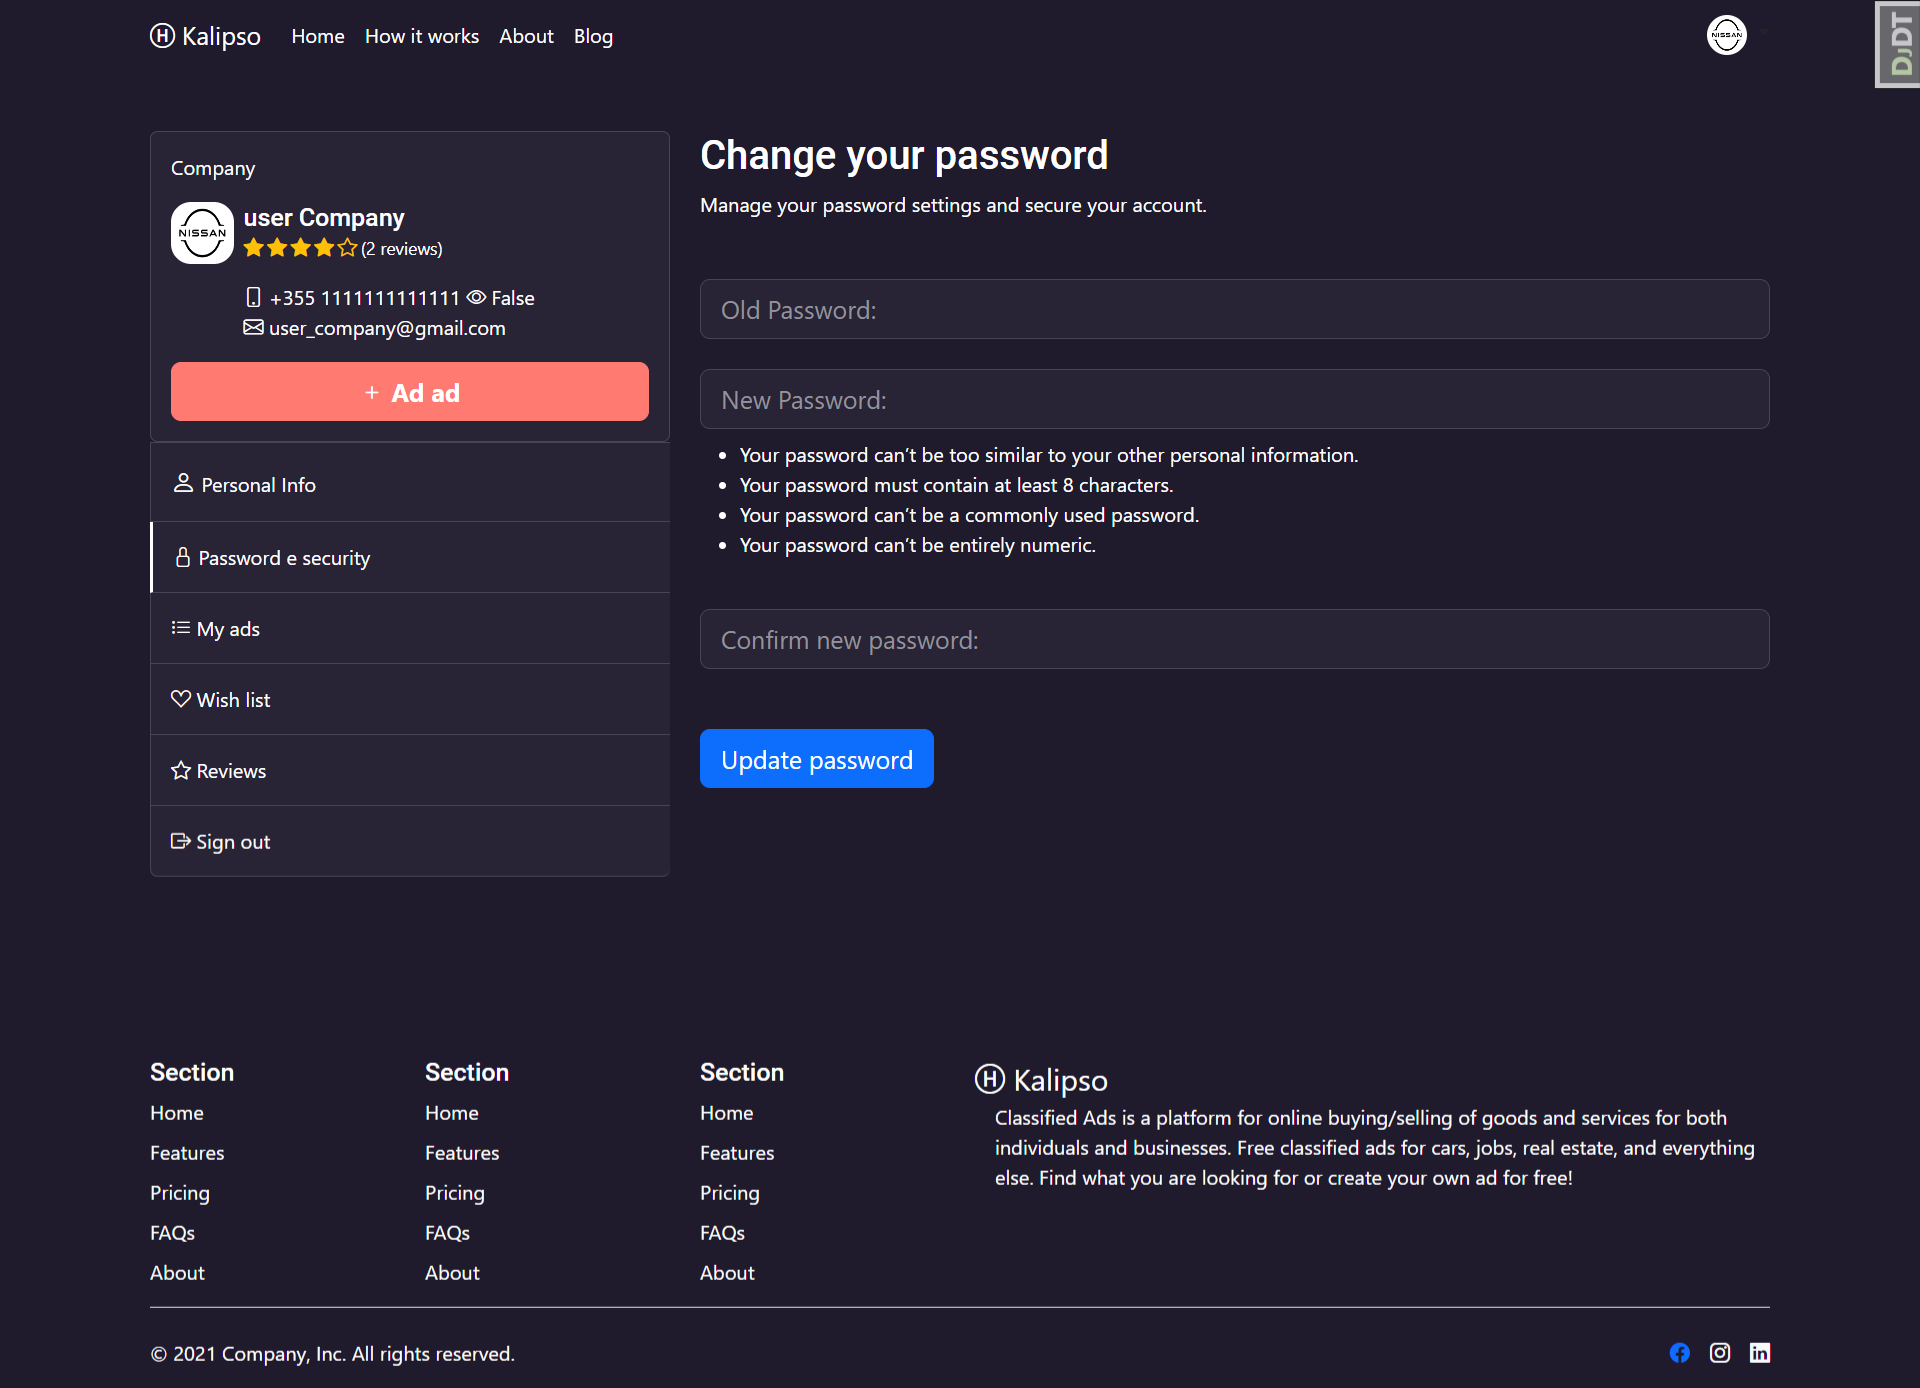 Kalipso Home How it works About Blog
NISSAN
DjDT
Company
NISSAN
user Company
(2 reviews)
+355 1111111111111 False
user_company@gmail.com
+ Ad ad
Personal Info
Password e security
My ads
Wish list
Reviews
Sign out
Change your password
Manage your password settings and secure your account.
Old Password:
New Password:
Your password can’t be too similar to your other personal information.
Your password must contain at least 8 characters.
Your password can’t be a commonly used password.
Your password can’t be entirely numeric.
Confirm new password:
Update password
Section
Home
Features
Pricing
FAQs
About
Section
Home
Features
Pricing
FAQs
About
Section
Home
Features
Pricing
FAQs
About
Kalipso
Classified Ads is a platform for online buying/selling of goods and services for both
individuals and businesses. Free classified ads for cars, jobs, real estate, and everything
else. Find what you are looking for or create your own ad for free!
© 2021 Company, Inc. All rights reserved.